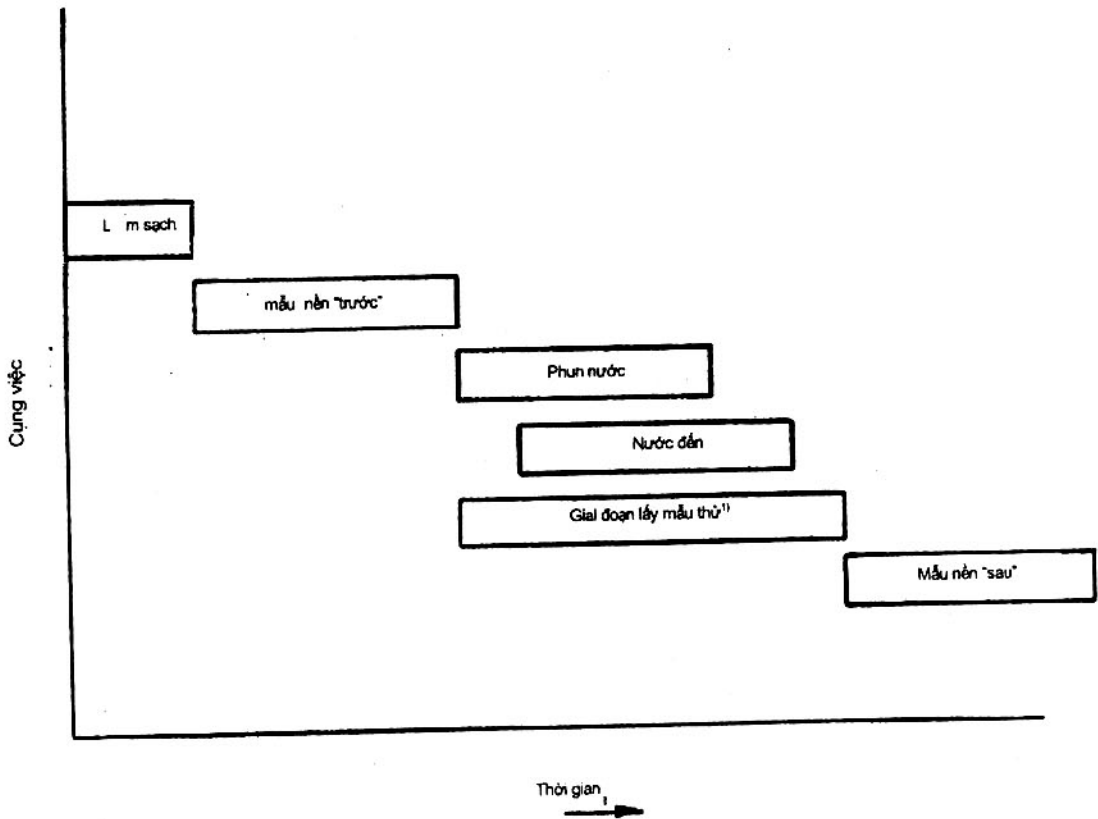 L m sạch
mẫu nền "trước"
Phun nước
Nước đến
Giai đoạn lấy mẫu thử¹⁾
Mẫu nền "sau"
Cụng việc
Thời gian